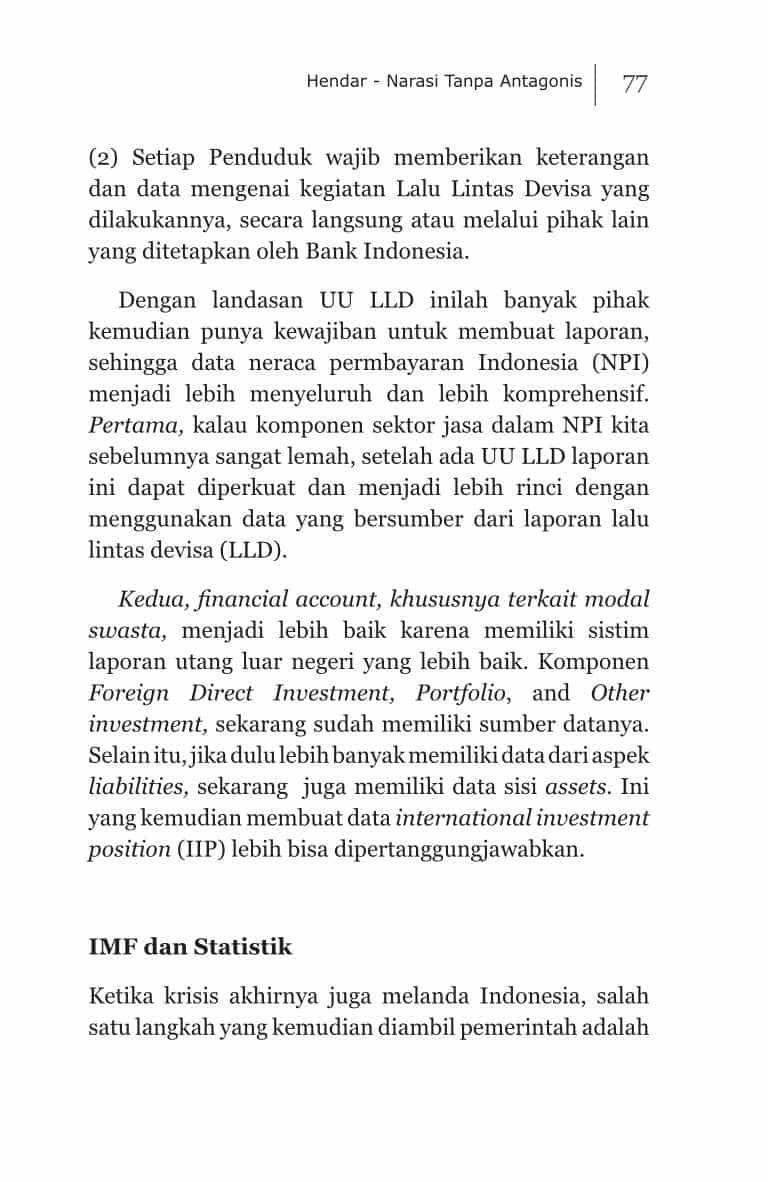 Hendar - Narasi Tanpa Antagonis 77
(2) Setiap Penduduk wajib memberikan keterangan
dan data mengenai kegiatan Lalu Lintas Devisa yang
dilakukannya, secara langsung atau melalui pihak lain
yang ditetapkan oleh Bank Indonesia.
Dengan landasan UU LLD inilah banyak pihak
kemudian punya kewajiban untuk membuat laporan,
sehingga data neraca permbayaran Indonesia (NPI)
menjadi lebih menyeluruh dan lebih komprehensif.
Pertama, kalau komponen sektor jasa dalam NPI kita
sebelumnya sangat lemah, setelah ada UU LLD laporan
ini dapat diperkuat dan menjadi lebih rinci dengan
menggunakan data yang bersumber dari laporan lalu
lintas devisa (LLD).
Kedua, financial account, khususnya terkait modal
swasta, menjadi lebih baik karena memiliki sistim
laporan utang luar negeri yang lebih baik. Komponen
Foreign Direct Investment, Portfolio, and Other
investment, sekarang sudah memiliki sumber datanya.
Selain itu, jika dulu lebih banyak memiliki data dari aspek
liabilities, sekarang juga memiliki data sisi assets. Ini
yang kemudian membuat data international investment
position (IIP) lebih bisa dipertanggungjawabkan.
IMF dan Statistik
Ketika krisis akhirnya juga melanda Indonesia, salah
satu langkah yang kemudian diambil pemerintah adalah